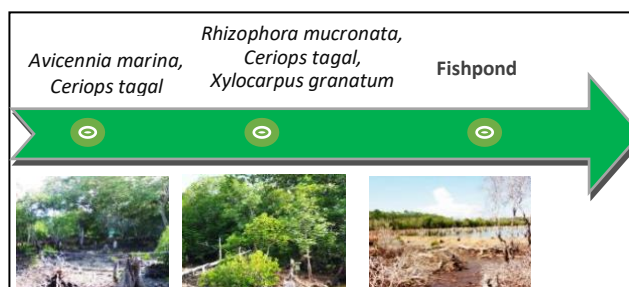 Avicennia marina,
Ceriops tagal
Rhizophora mucronata,
Ceriops tagal,
Xylocarpus granatum
Fishpond